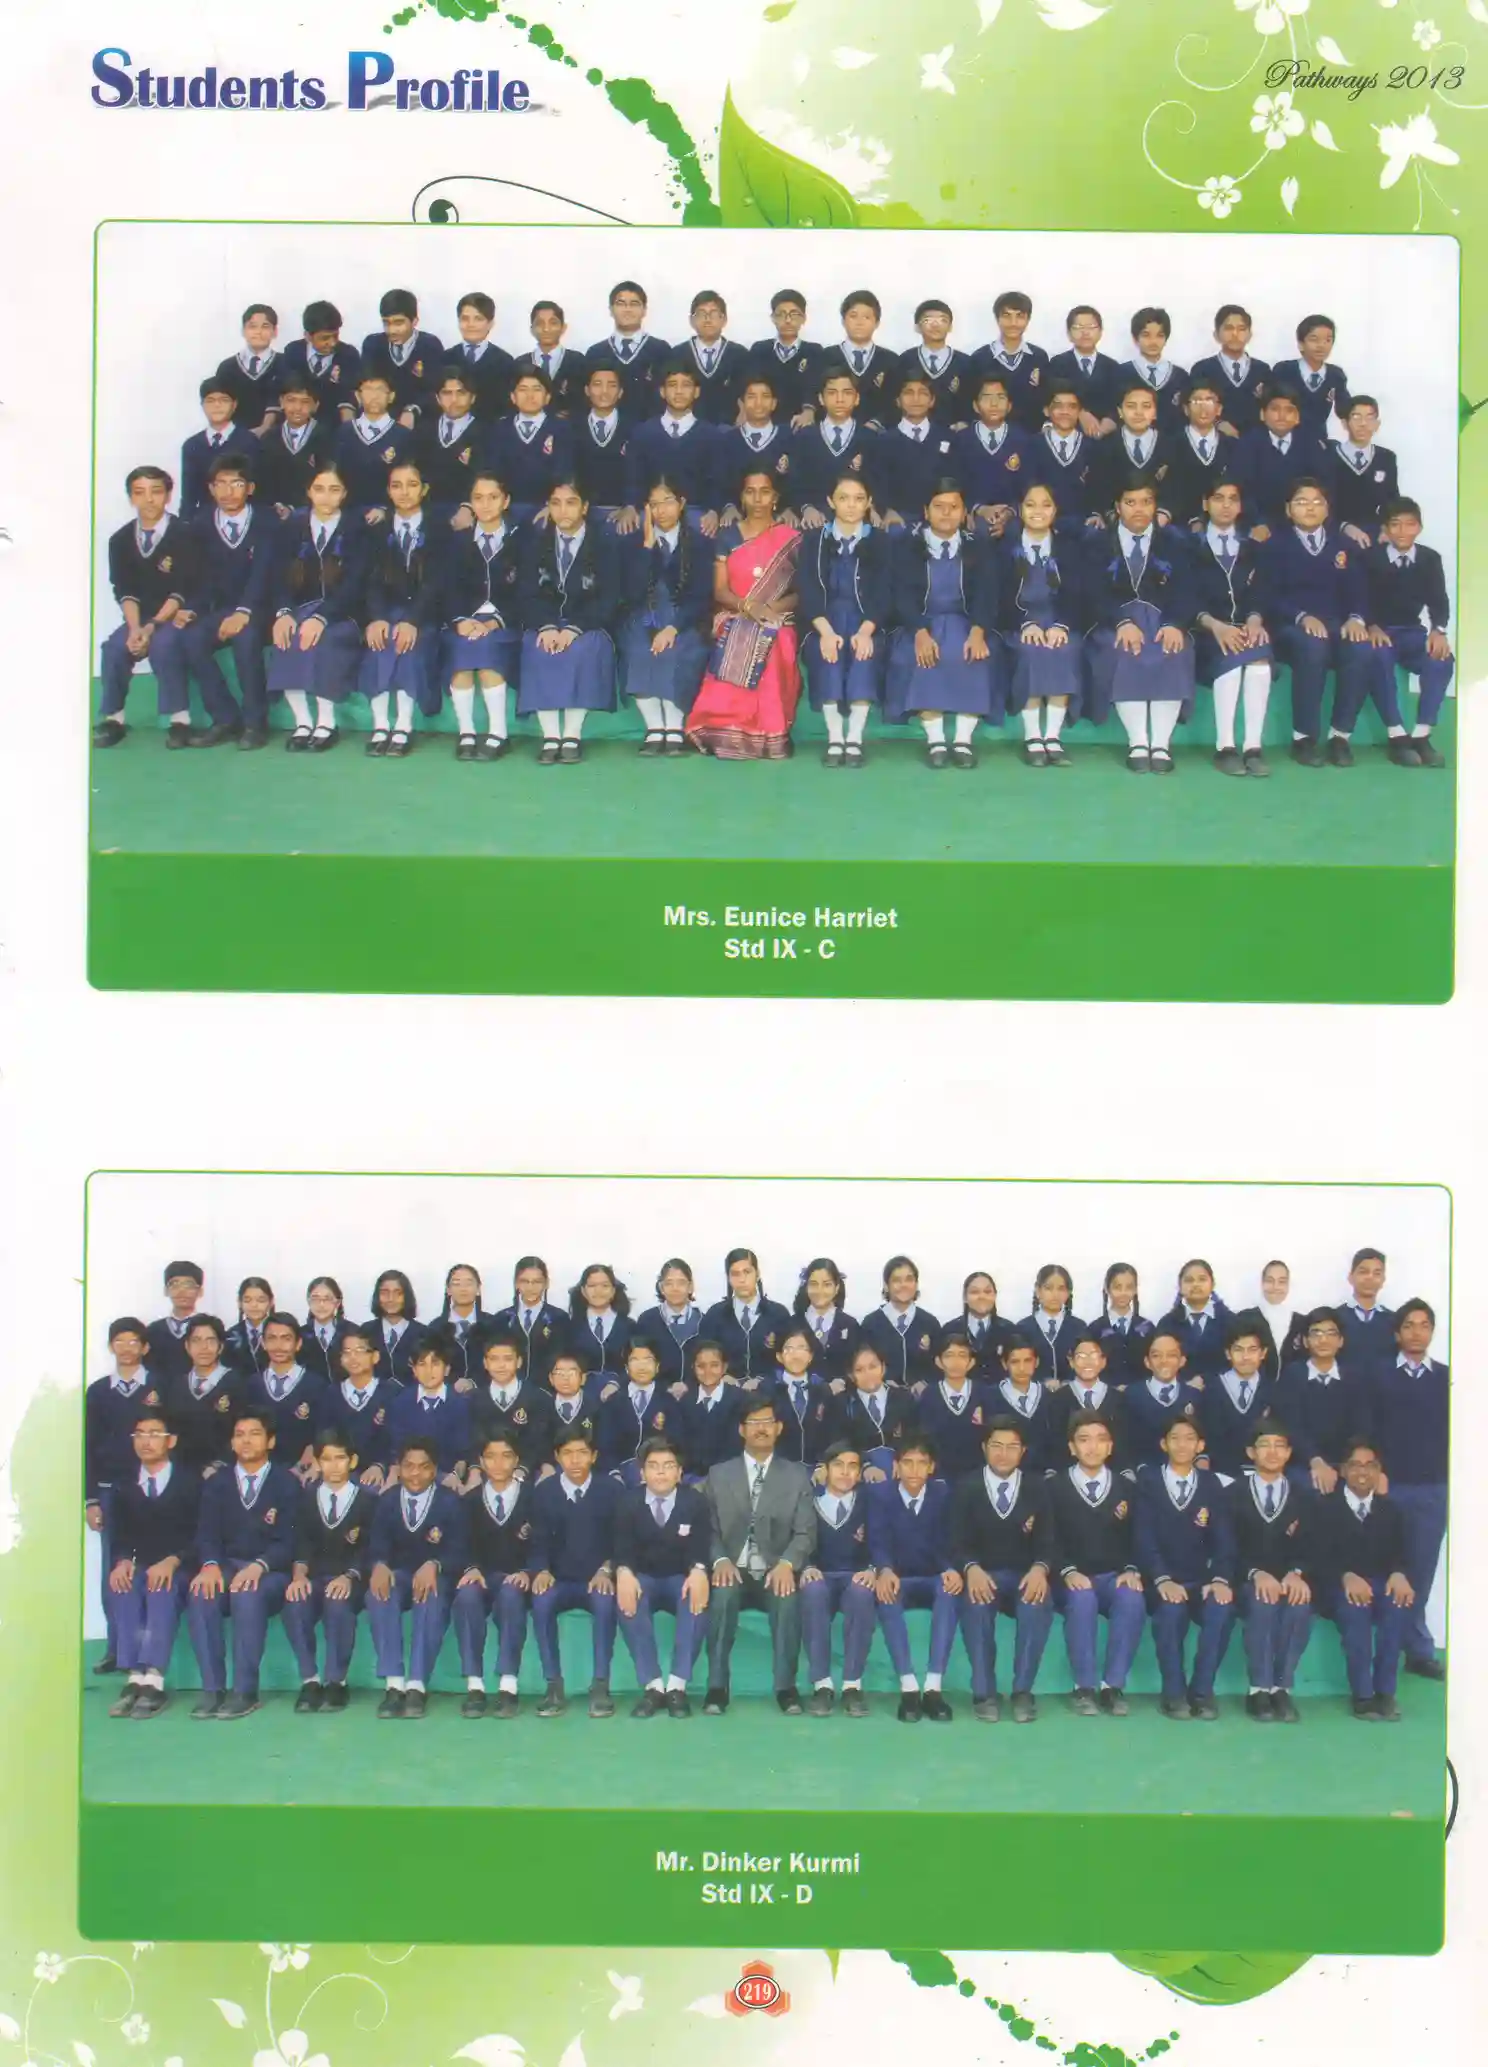 Students Profile
Pathways 2013
Mrs. Eunice Harriet
Std IX - C
Mr. Dinker Kurmi
Std IX - D
219